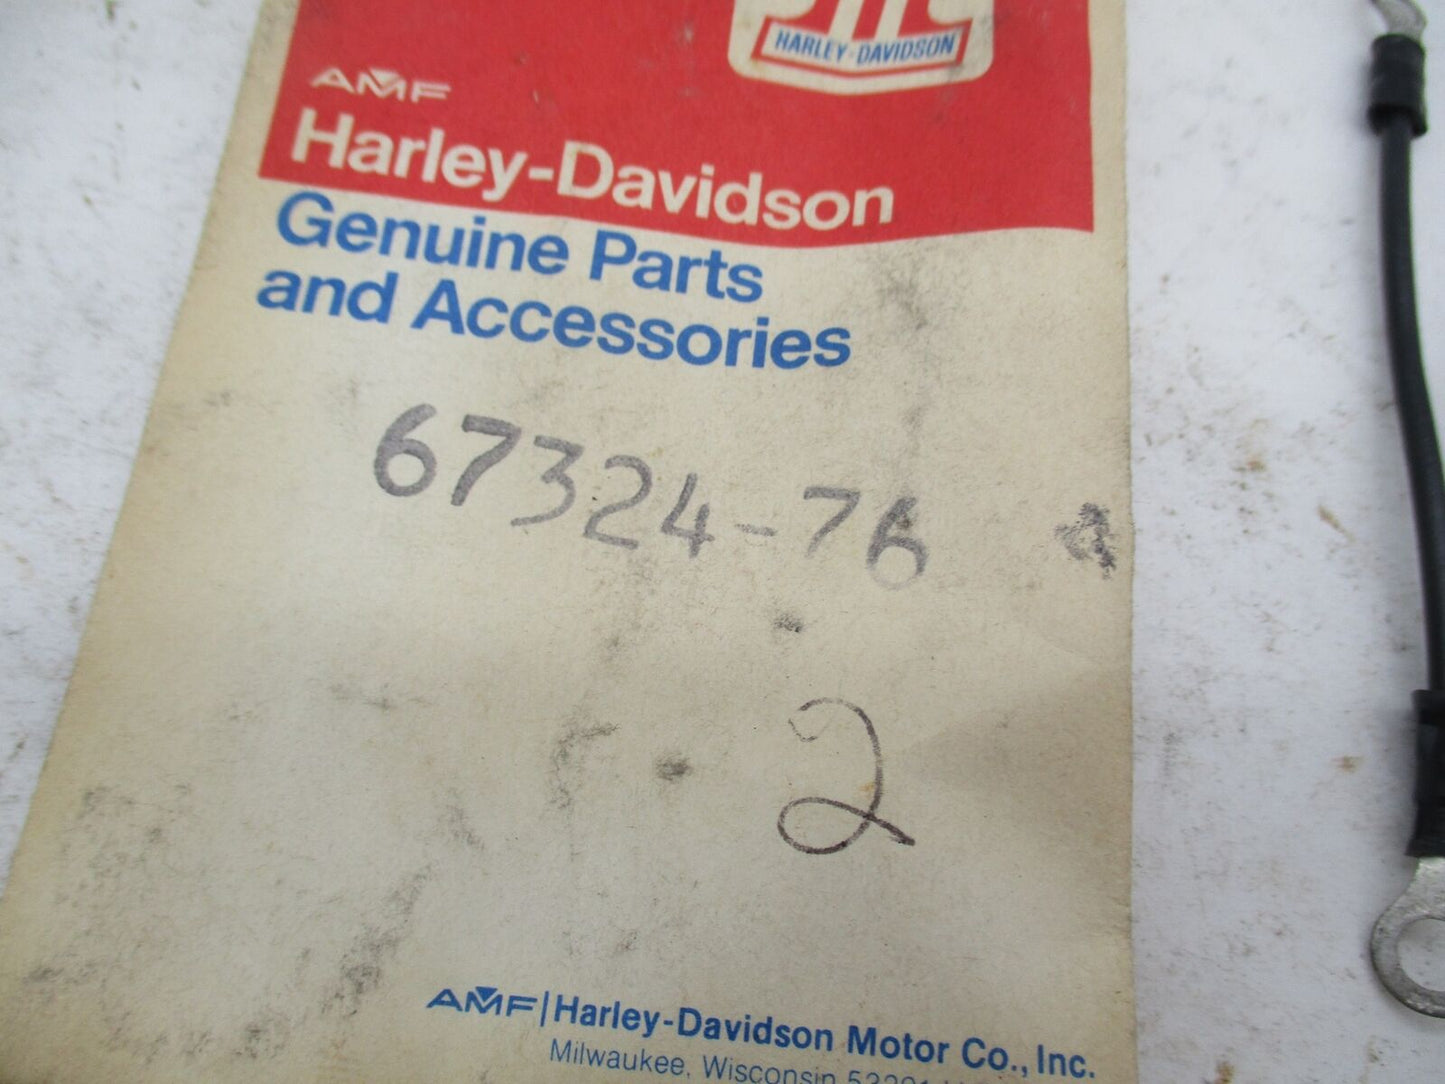 HARLEY-DAVIDSON
AMF
Harley-Davidson
Genuine Parts
and Accessories
67324-76
2
AMF|Harley-Davidson Motor Co., Inc.
Milwaukee, Wisconsin